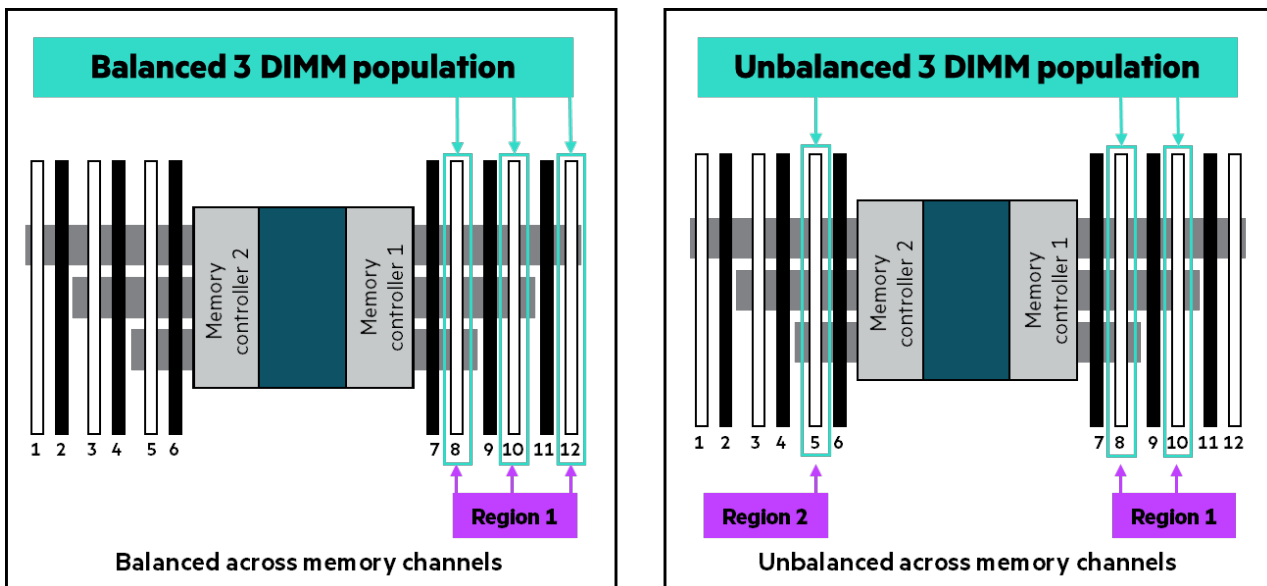 Balanced 3 DIMM population
Memory
controller 2
Memory
controller 1
1 2 3 4 5 6 7 8 9 10 11 12
Region 1
Balanced across memory channels
Unbalanced 3 DIMM population
Memory
controller 2
Memory
controller 1
1 2 3 4 5 6 7 8 9 10 11 12
Region 2 Region 1
Unbalanced across memory channels